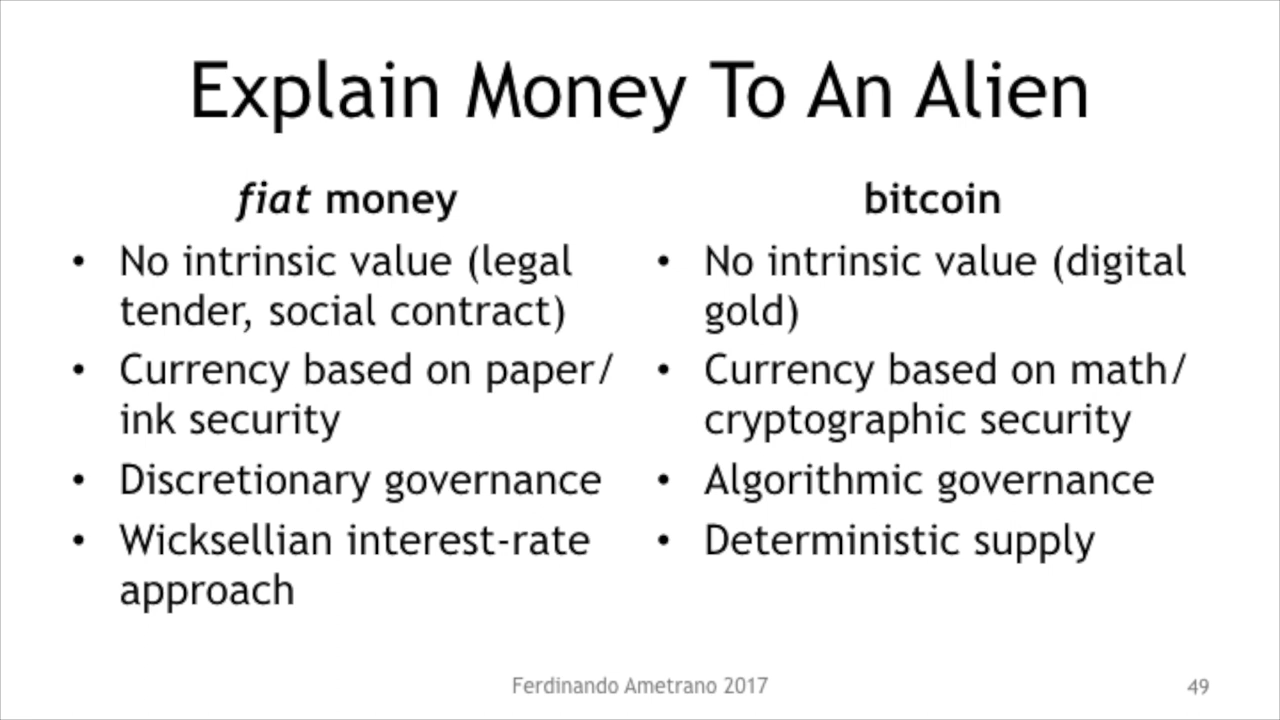 Explain Money To An Alien
fiat money
• No intrinsic value (legal
tender, social contract)
• Currency based on paper/
ink security
• Discretionary governance
• Wicksellian interest-rate
approach
bitcoin
• No intrinsic value (digital
gold)
• Currency based on math/
cryptographic security
• Algorithmic governance
• Deterministic supply
Ferdinando Ametrano 2017
49